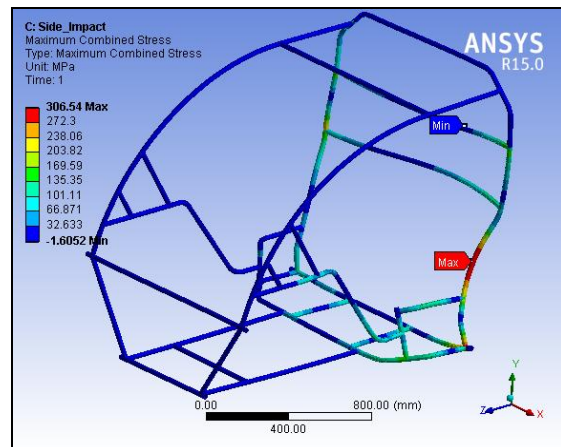 C: Side_Impact
Maximum Combined Stress
Type: Maximum Combined Stress
Unit: MPa
Time: 1
306.54 Max
272.3
238.06
203.82
169.59
135.35
101.11
66.871
32.633
-1.6052 Min
ANSYS
R15.0
Min
Max
0.00
800.00 (mm)
400.00
Y
Z
X